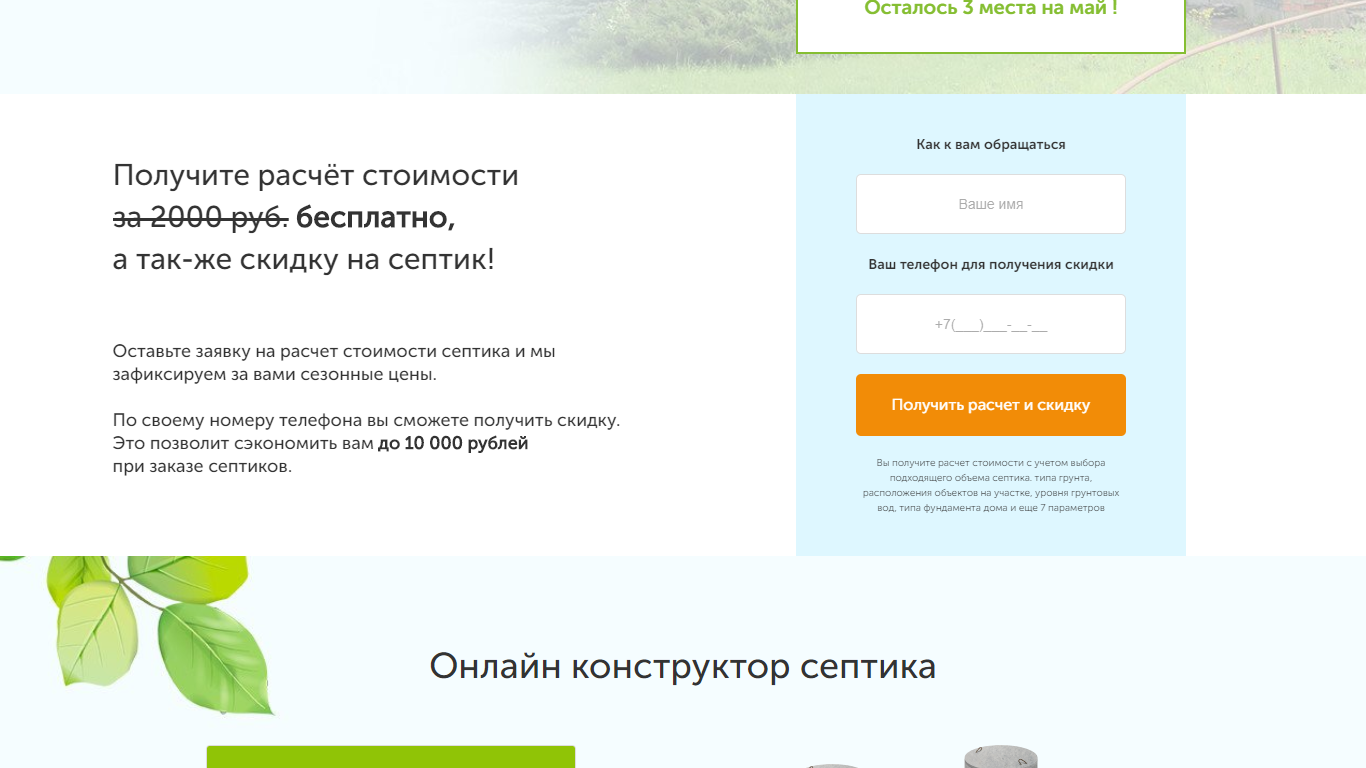 Осталось 3 места на май !
Получите расчёт стоимости
за 2000 руб. бесплатно,
а так-же скидку на септик!
Оставьте заявку на расчет стоимости септика и мы
зафиксируем за вами сезонные цены.
По своему номеру телефона вы сможете получить скидку.
Это позволит сэкономить вам до 10 000 рублей
при заказе септиков.
Как к вам обращаться
Ваше имя
Ваш телефон для получения скидки
+7(___)___-__-__
Получить расчет и скидку
Вы получите расчет стоимости с учетом выбора
подходящего объема септика. типа грунта,
расположения объектов на участке, уровня грунтовых
вод, типа фундамента дома и еще 7 параметров
Онлайн конструктор септика